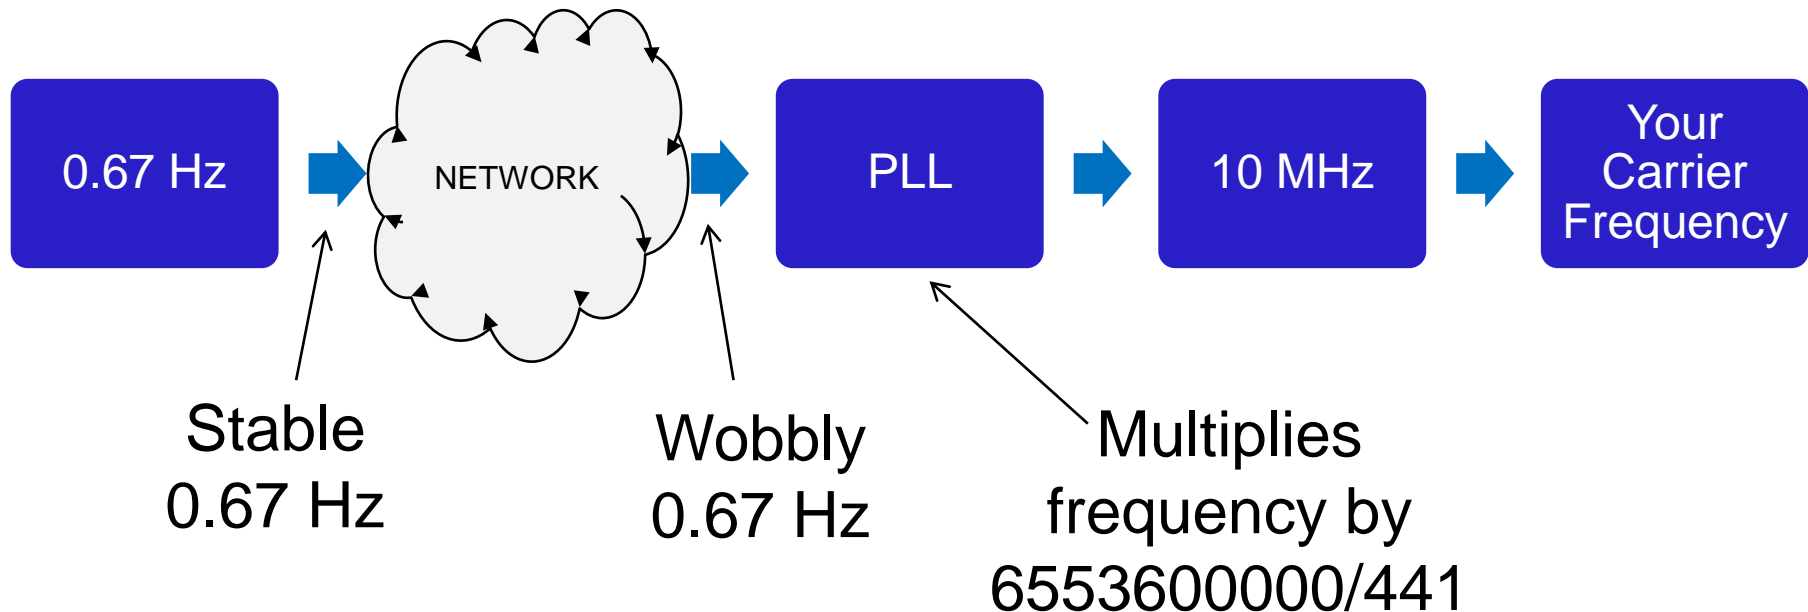 0.67 Hz
NETWORK
PLL
10 MHz
Your
Carrier
Frequency
Stable
0.67 Hz
Wobbly
0.67 Hz
Multiplies
frequency by
6553600000/441